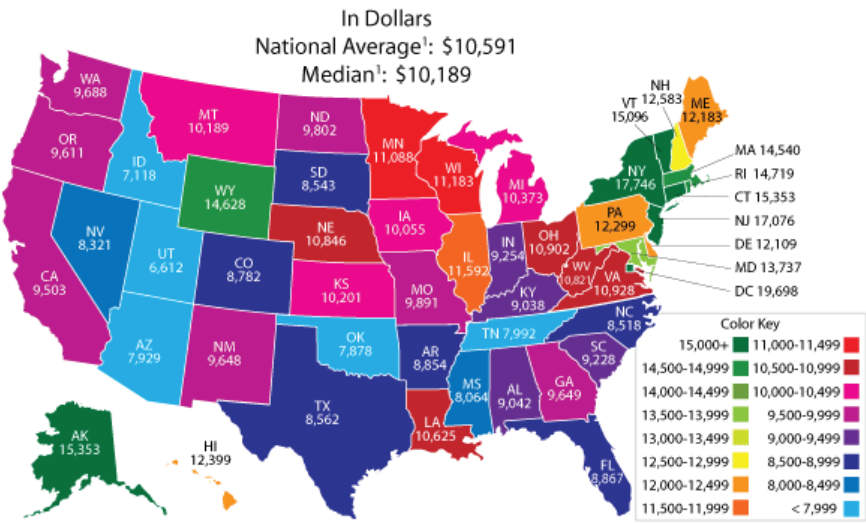 In Dollars
National Average¹: $10,591
Median¹: $10,189
WA
9,688
OR
9,611
CA
9,503
NV
8,321
ID
7,118
MT
10,189
WY
14,628
UT
6,612
AZ
7,929
CO
8,782
NM
9,648
ND
9,802
SD
8,543
NE
10,846
KS
10,201
OK
7,878
TX
8,562
MN
11,088
IA
10,055
MO
9,891
AR
8,854
LA
10,625
WI
11,183
IL
11,592
MI
10,373
IN
9,254
OH
10,902
KY
9,038
TN 7,992
MS
8,064
AL
9,042
GA
9,649
FL
8,867
SC
9,228
NC
8,518
VA
10,928
WV
10,821
PA
12,299
NY
17,746
VT
15,096
NH
12,583
ME
12,183
MA 14,540
RI 14,719
CT 15,353
NJ 17,076
DE 12,109
MD 13,737
DC 19,698
AK
15,353
HI
12,399
Color Key
15,000+ 11,000-11,499
14,500-14,999 10,500-10,999
14,000-14,499 10,000-10,499
13,500-13,999 9,500-9,999
13,000-13,499 9,000-9,499
12,500-12,999 8,500-8,999
12,000-12,499 8,000-8,499
11,500-11,999 < 7,999